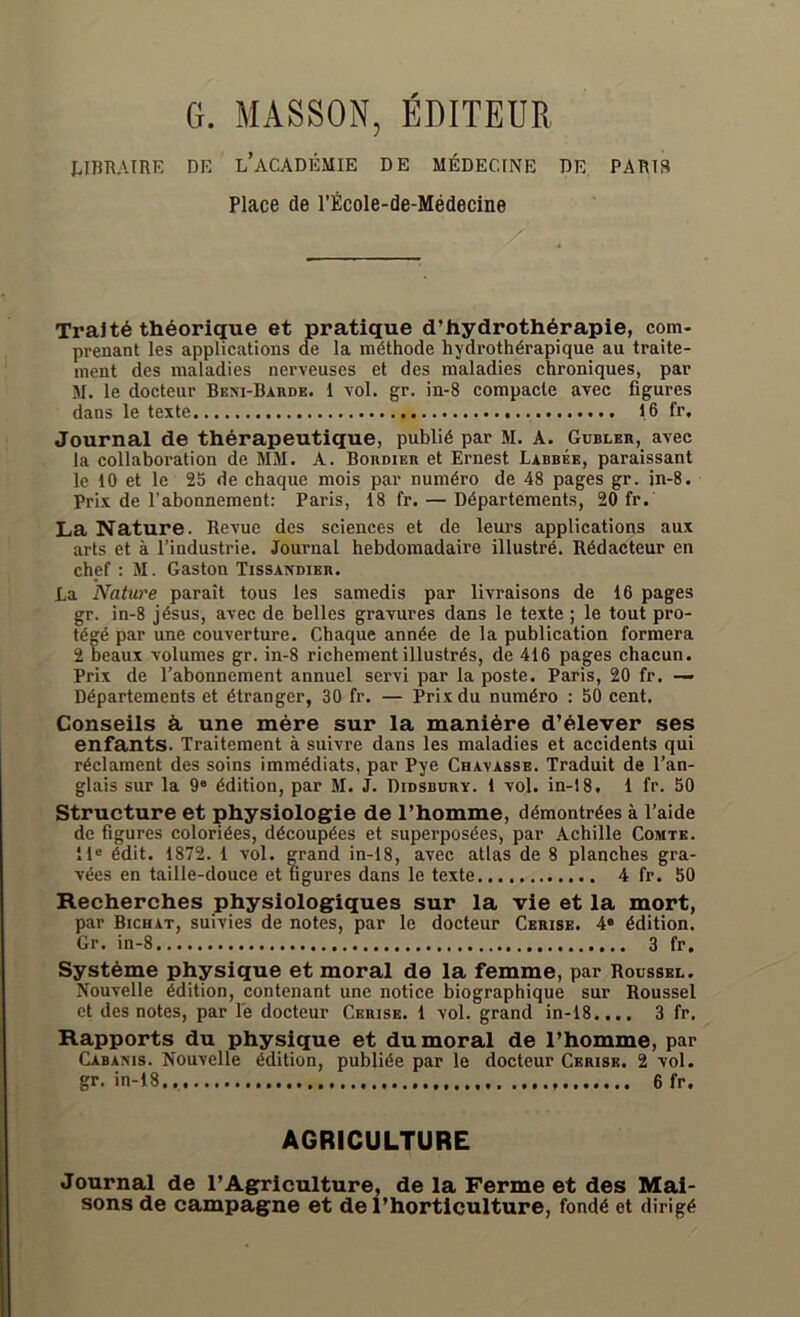 G. MASSON, ÉDITEUR
LIBRAIRE DE L'ACADÉMIE DE MÉDECINE DE PARIS
Place de l'École-de-Médecine
Traité théorique et pratique d'hydrothérapie, com-
prenant les applications de la méthode hydrothérapique au traite-
ment des maladies nerveuses et des maladies chroniques, par
M. le docteur BENI-BARDE. 1 vol. gr. in-8 compacte avec figures
dans le texte........................................ 16 fr.
Journal de thérapeutique, publié par M. A. GUBLER, avec
la collaboration de MM. A. BORDIER et Ernest LABBÉE, paraissant
le 10 et le 25 de chaque mois par numéro de 48 pages gr. in-8.
Prix de l'abonnement: Paris, 18 fr. — Départements, 20 fr.
La Nature. Revue des sciences et de leurs applications aux
arts et à l'industrie. Journal hebdomadaire illustré. Rédacteur en
chef : M. Gaston TISSANDIER.
La Nature paraît tous les samedis par livraisons de 16 pages
gr. in-8 jésus, avec de belles gravures dans le texte ; le tout pro-
tégé par une couverture. Chaque année de la publication formera
2 beaux volumes gr. in-8 richement illustrés, de 416 pages chacun.
Prix de l'abonnement annuel servi par la poste. Paris, 20 fr. —
Départements et étranger, 30 fr. — Prix du numéro : 50 cent.
Conseils à une mère sur la manière d'élever ses
enfants. Traitement à suivre dans les maladies et accidents qui
réclament des soins immédiats, par Pye CHAVASSE. Traduit de l'an-
glais sur la 9e édition, par M. J. DIDSBURY. 1 vol. in-18. 1 fr. 50
Structure et physiologie de l'homme, démontrées à l'aide
de figures coloriées, découpées et superposées, par Achille COMTE.
11e édit. 1872. 1 vol. grand in-18, avec atlas de 8 planches gra-
vées en taille-douce et figures dans le texte............ 4 fr. 50
Recherches physiologiques sur la vie et la mort,
par BICHAT, suivies de notes, par le docteur CERISE. 4e édition.
Gr. in-8............................................ 3 fr.
Système physique et moral de la femme, par ROUSSEL.
Nouvelle édition, contenant une notice biographique sur Roussel
et des notes, par le docteur CERISE. 1 vol. grand in-18.... 3 fr.
Rapports du physique et du moral de l'homme, par
CABANIS. Nouvelle édition, publiée par le docteur CERISE. 2 vol.
gr. in-18............................................ 6 fr.
AGRICULTURE
Journal de l'Agriculture, de la Ferme et des Mai-
sons de campagne et de l'horticulture, fondé et dirigé